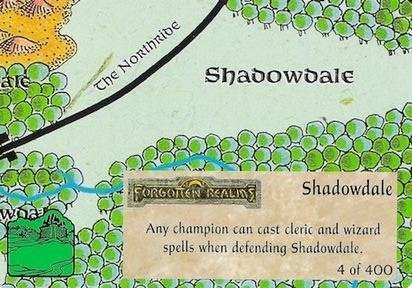 The Northride
Shadowdale
FORGOTTEN REALMS
Shadowdale
Any champion can cast cleric and wizard
spells when defending Shadowdale.
4 of 400